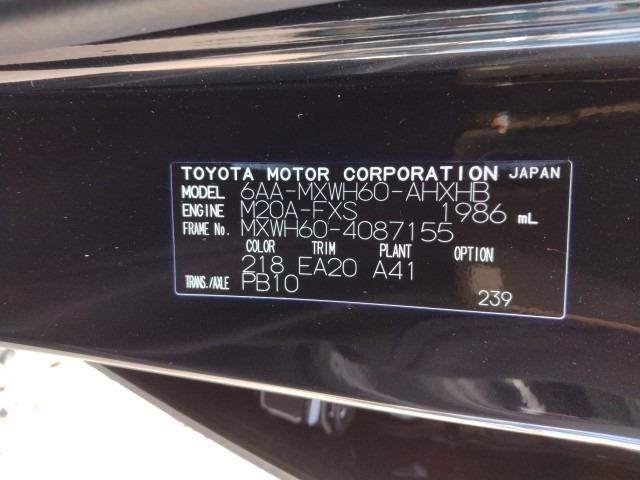 TOYOTA MOTOR CORPORATION JAPAN
MODEL 6AA-MXWH60-AHXHB
ENGINE M20A-FXS 1986 mL
FRAME No. MXWH60-4087155
COLOR TRIM PLANT OPTION
218 EA20 A41
TRANS./AXLE PB10
239